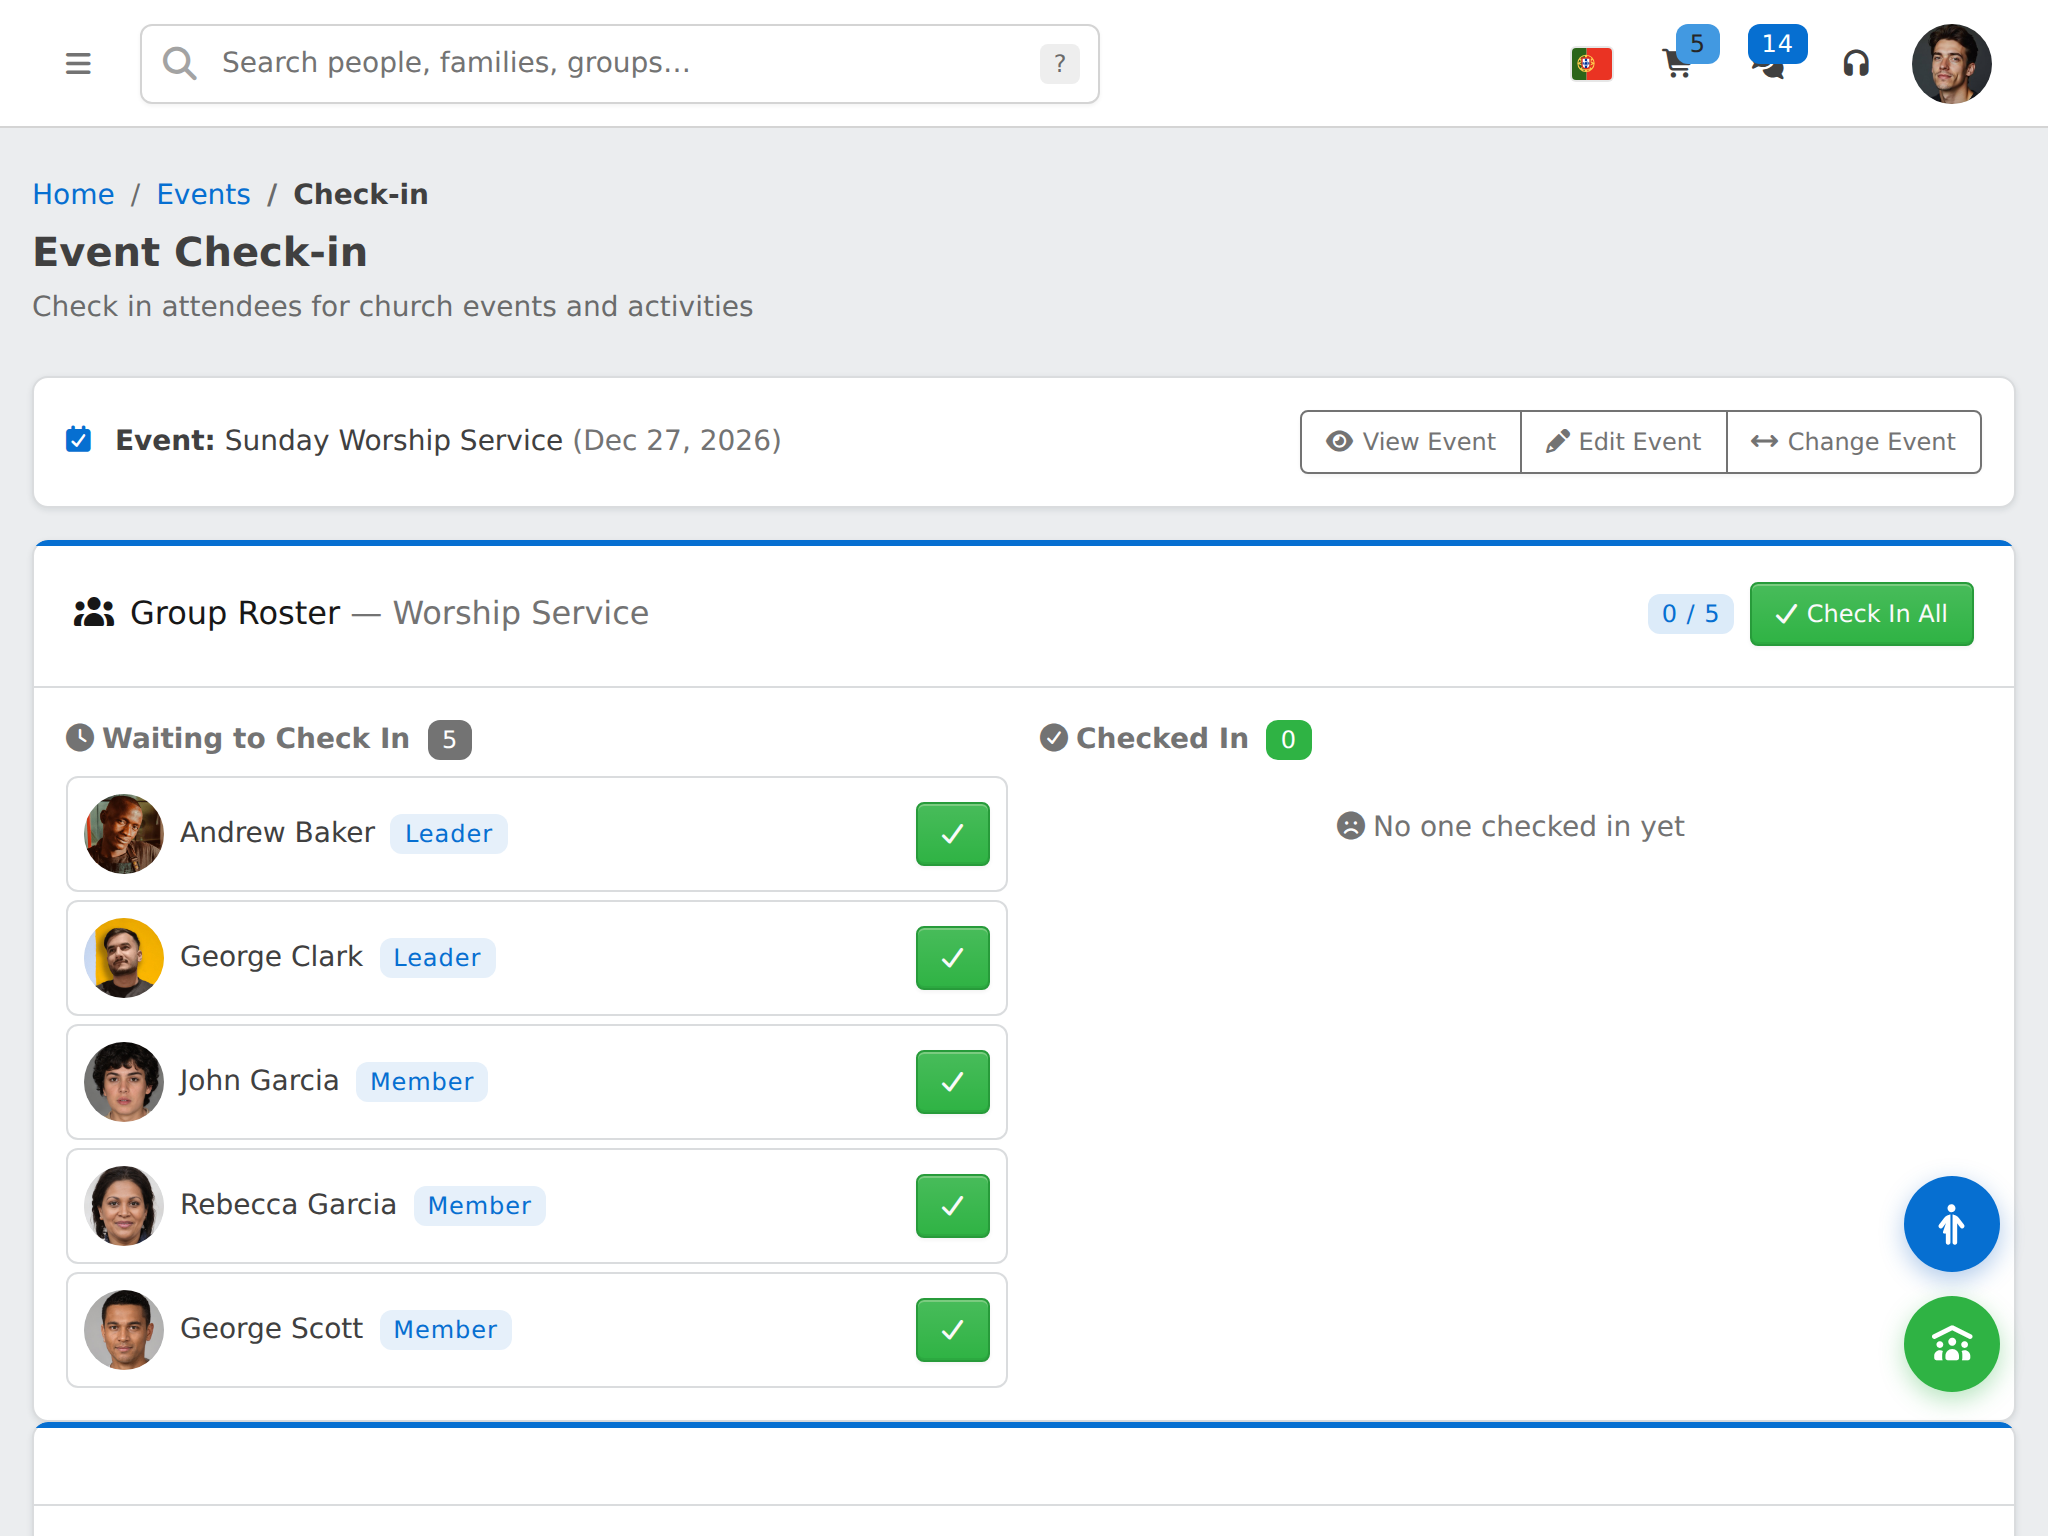 Search people, families, groups...
?
5
14
Home / Events / Check-in
Event Check-in
Check in attendees for church events and activities
Event: Sunday Worship Service (Dec 27, 2026)
View Event
Edit Event
Change Event
Group Roster — Worship Service
0 / 5
Check In All
Waiting to Check In 5
Andrew Baker Leader
George Clark Leader
John Garcia Member
Rebecca Garcia Member
George Scott Member
Checked In 0
No one checked in yet